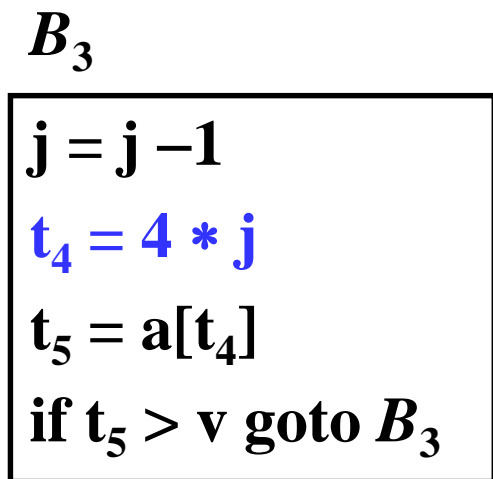 B₃
j = j –1
t₄ = 4 * j
t₅ = a[t₄]
if t₅ > v goto B₃